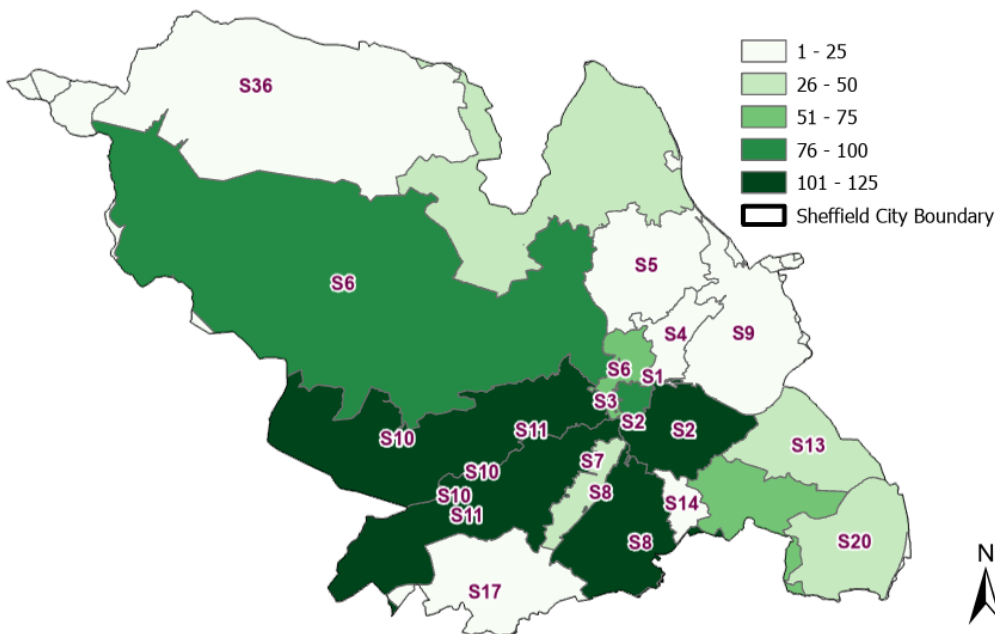 1 - 25
S36
26 - 50
51 - 75
76 - 100
101 - 125
Sheffield City Boundary
S5
S6
S4
S9
S6
S1
S3
S2
S2
S10
S11
S13
S7
S10
S8
S10
S14
S11
S8
S20
N
S17